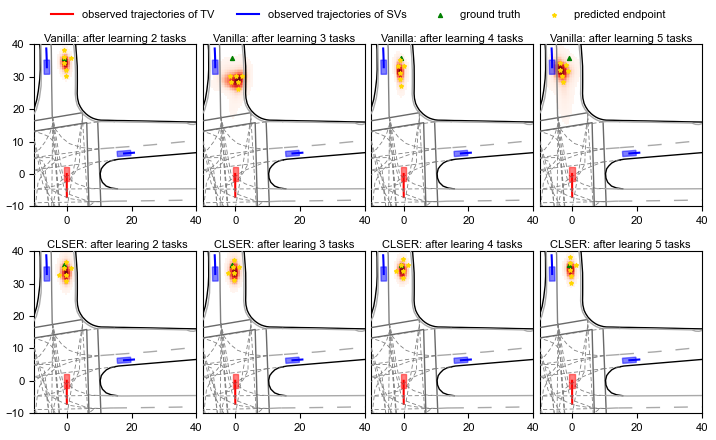 observed trajectories of TV observed trajectories of SVs ground truth predicted endpoint
Vanilla: after learning 2 tasks Vanilla: after learning 3 tasks Vanilla: after learning 4 tasks Vanilla: after learning 5 tasks
40
30
20
10
0
−10
0 20 40 0 20 40 0 20 40 0 20 40
CLSER: after learing 2 tasks CLSER: after learing 3 tasks CLSER: after learning 4 tasks CLSER: after learning 5 tasks
40
30
20
10
0
−10
0 20 40 0 20 40 0 20 40 0 20 40